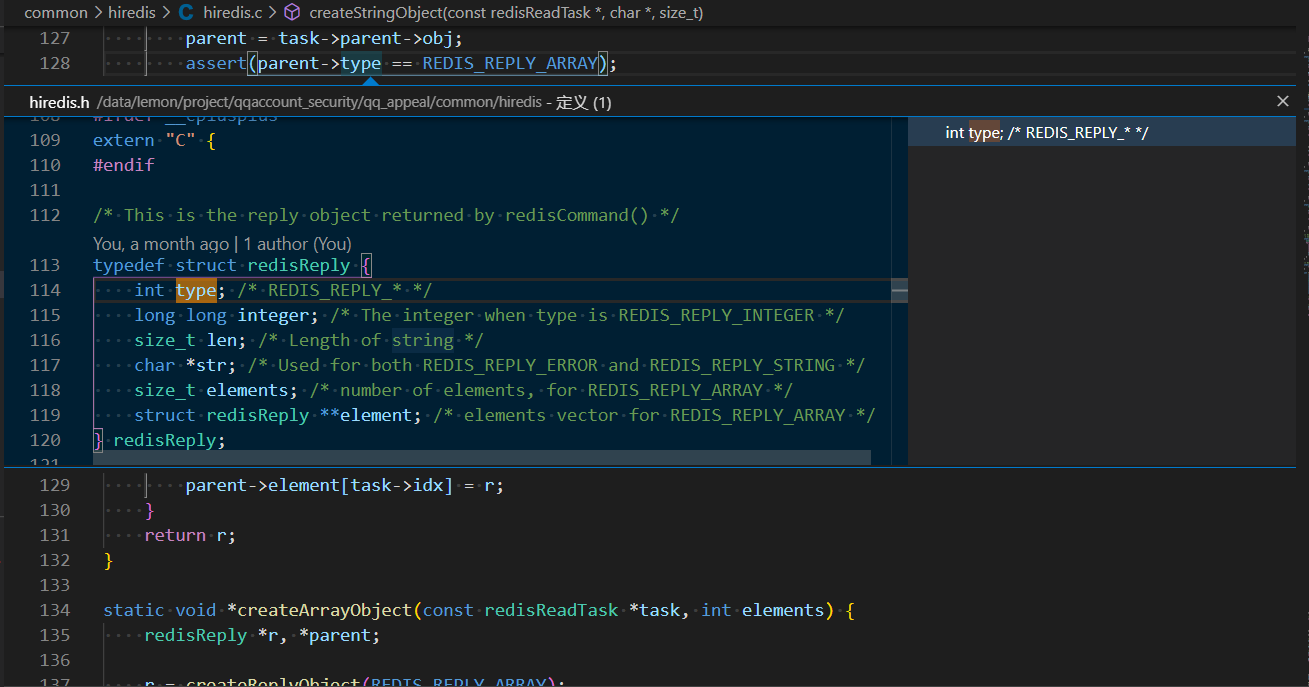 common > hiredis > C hiredis.c > createStringObject(const redisReadTask *, char *, size_t)
127 parent = task->parent->obj;
128 assert(parent->type == REDIS_REPLY_ARRAY);
hiredis.h /data/lemon/project/qqaccount_security/qq_appeal/common/hiredis - 定义 (1)
108 #ifdef __cplusplus
int type; /* REDIS_REPLY_* */
109 extern "C" {
110 #endif
111
112 /* This is the reply object returned by redisCommand() */
You, a month ago | 1 author (You)
113 typedef struct redisReply {
114 int type; /* REDIS_REPLY_* */
115 long long integer; /* The integer when type is REDIS_REPLY_INTEGER */
116 size_t len; /* Length of string */
117 char *str; /* Used for both REDIS_REPLY_ERROR and REDIS_REPLY_STRING */
118 size_t elements; /* number of elements, for REDIS_REPLY_ARRAY */
119 struct redisReply **element; /* elements vector for REDIS_REPLY_ARRAY */
120 } redisReply;
121
129 parent->element[task->idx] = r;
130 }
131 return r;
132 }
133
134 static void *createArrayObject(const redisReadTask *task, int elements) {
135 redisReply *r, *parent;
136
137 r = createReplyObject(REDIS_REPLY_ARRAY);